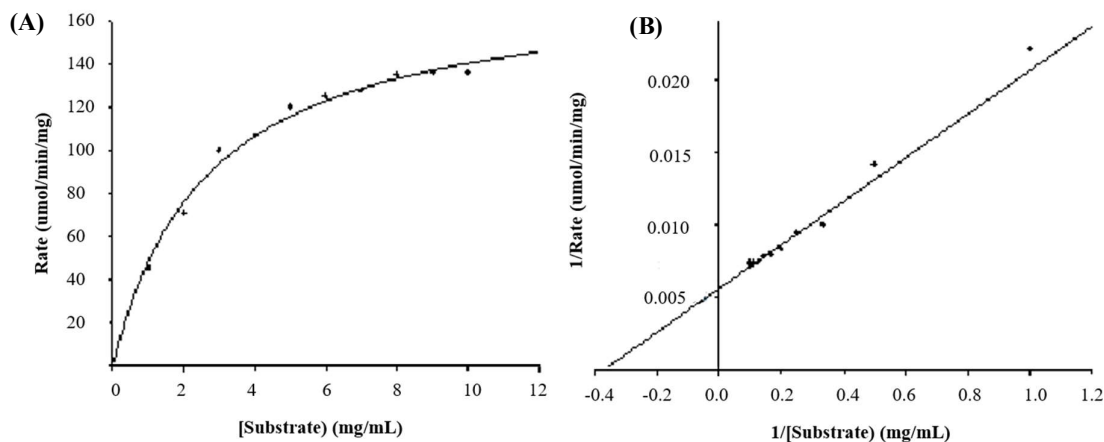 (A)
160
140
120
100
80
60
40
20
Rate (umol/min/mg)
0 2 4 6 8 10 12
[Substrate) (mg/mL)
(B)
0.020
0.015
0.010
0.005
1/Rate (umol/min/mg)
-0.4 -0.2 0.0 0.2 0.4 0.6 0.8 1.0 1.2
1/[Substrate) (mg/mL)